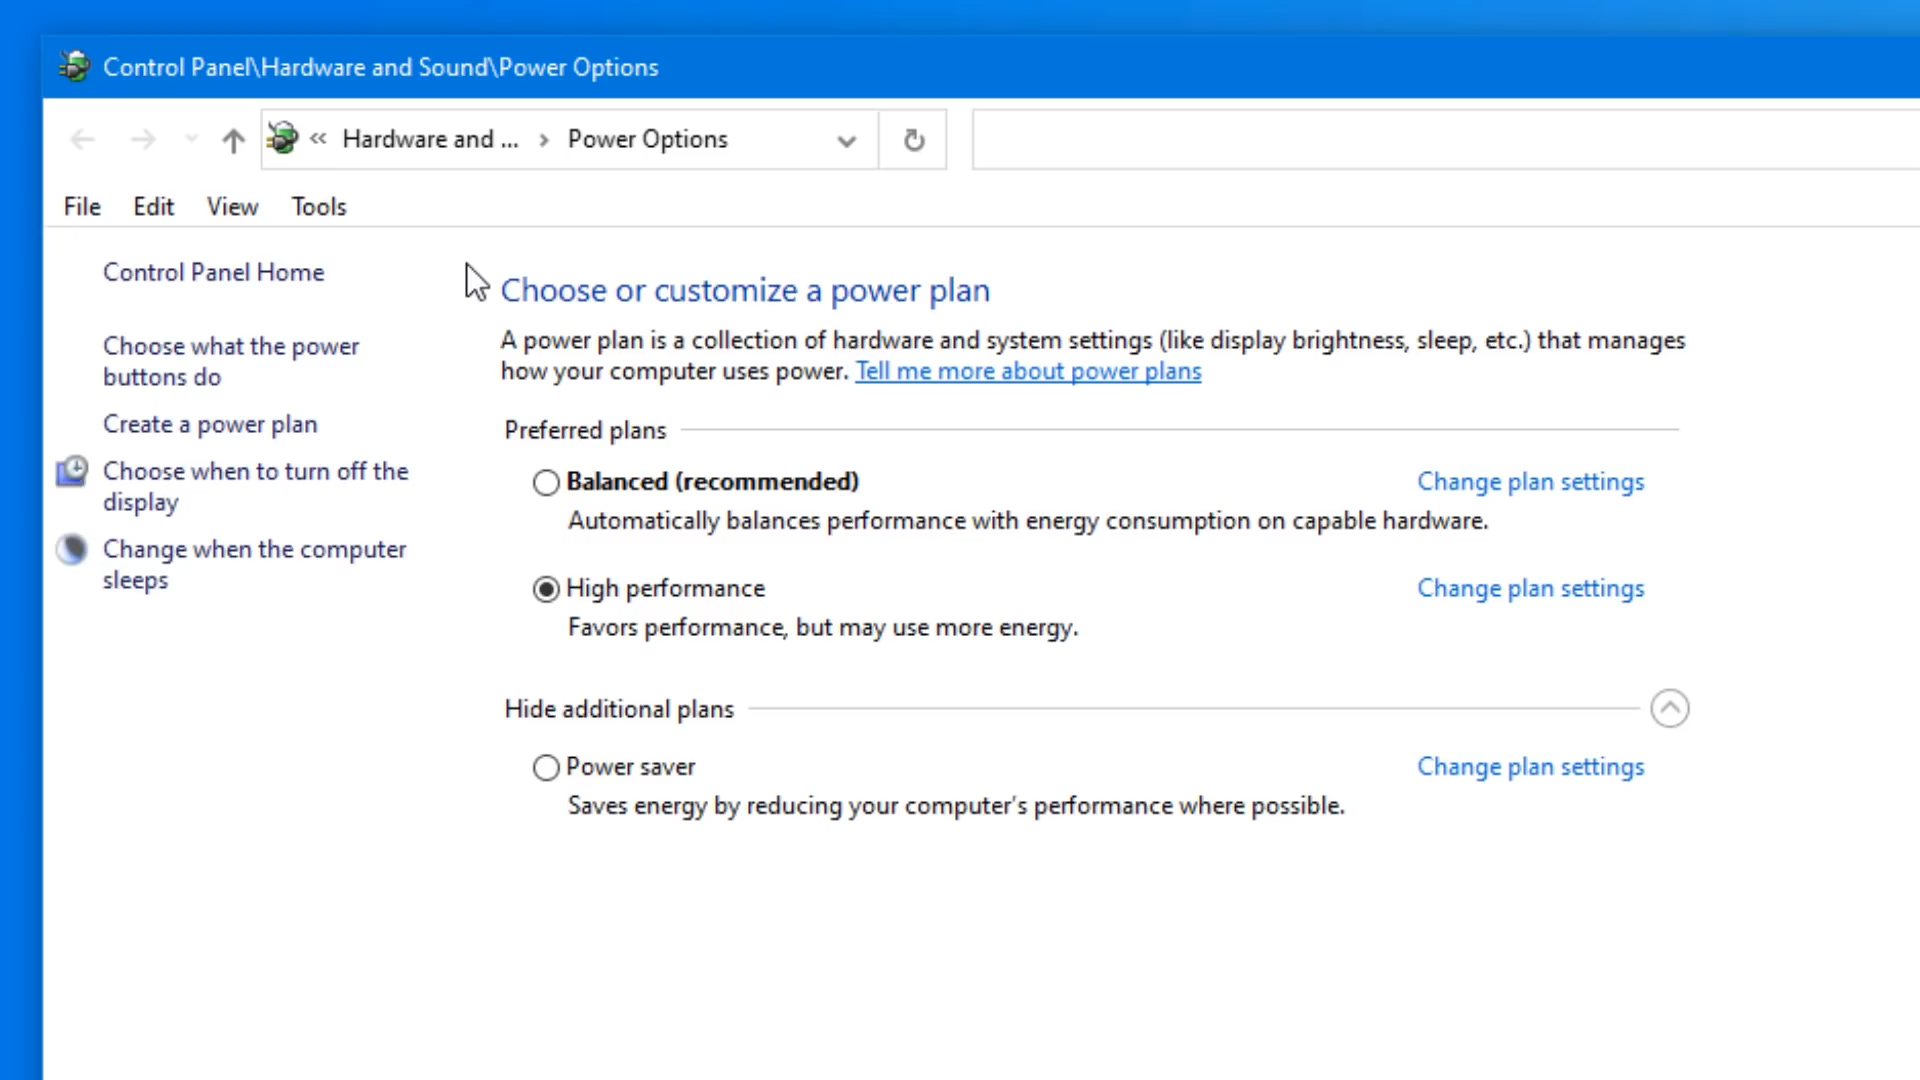 Control Panel\Hardware and Sound\Power Options
« Hardware and ... › Power Options
File Edit View Tools
Control Panel Home
Choose what the power
buttons do
Create a power plan
Choose when to turn off the
display
Change when the computer
sleeps
Choose or customize a power plan
A power plan is a collection of hardware and system settings (like display brightness, sleep, etc.) that manages
how your computer uses power. Tell me more about power plans
Preferred plans
Balanced (recommended) Change plan settings
Automatically balances performance with energy consumption on capable hardware.
High performance Change plan settings
Favors performance, but may use more energy.
Hide additional plans
Power saver Change plan settings
Saves energy by reducing your computer's performance where possible.